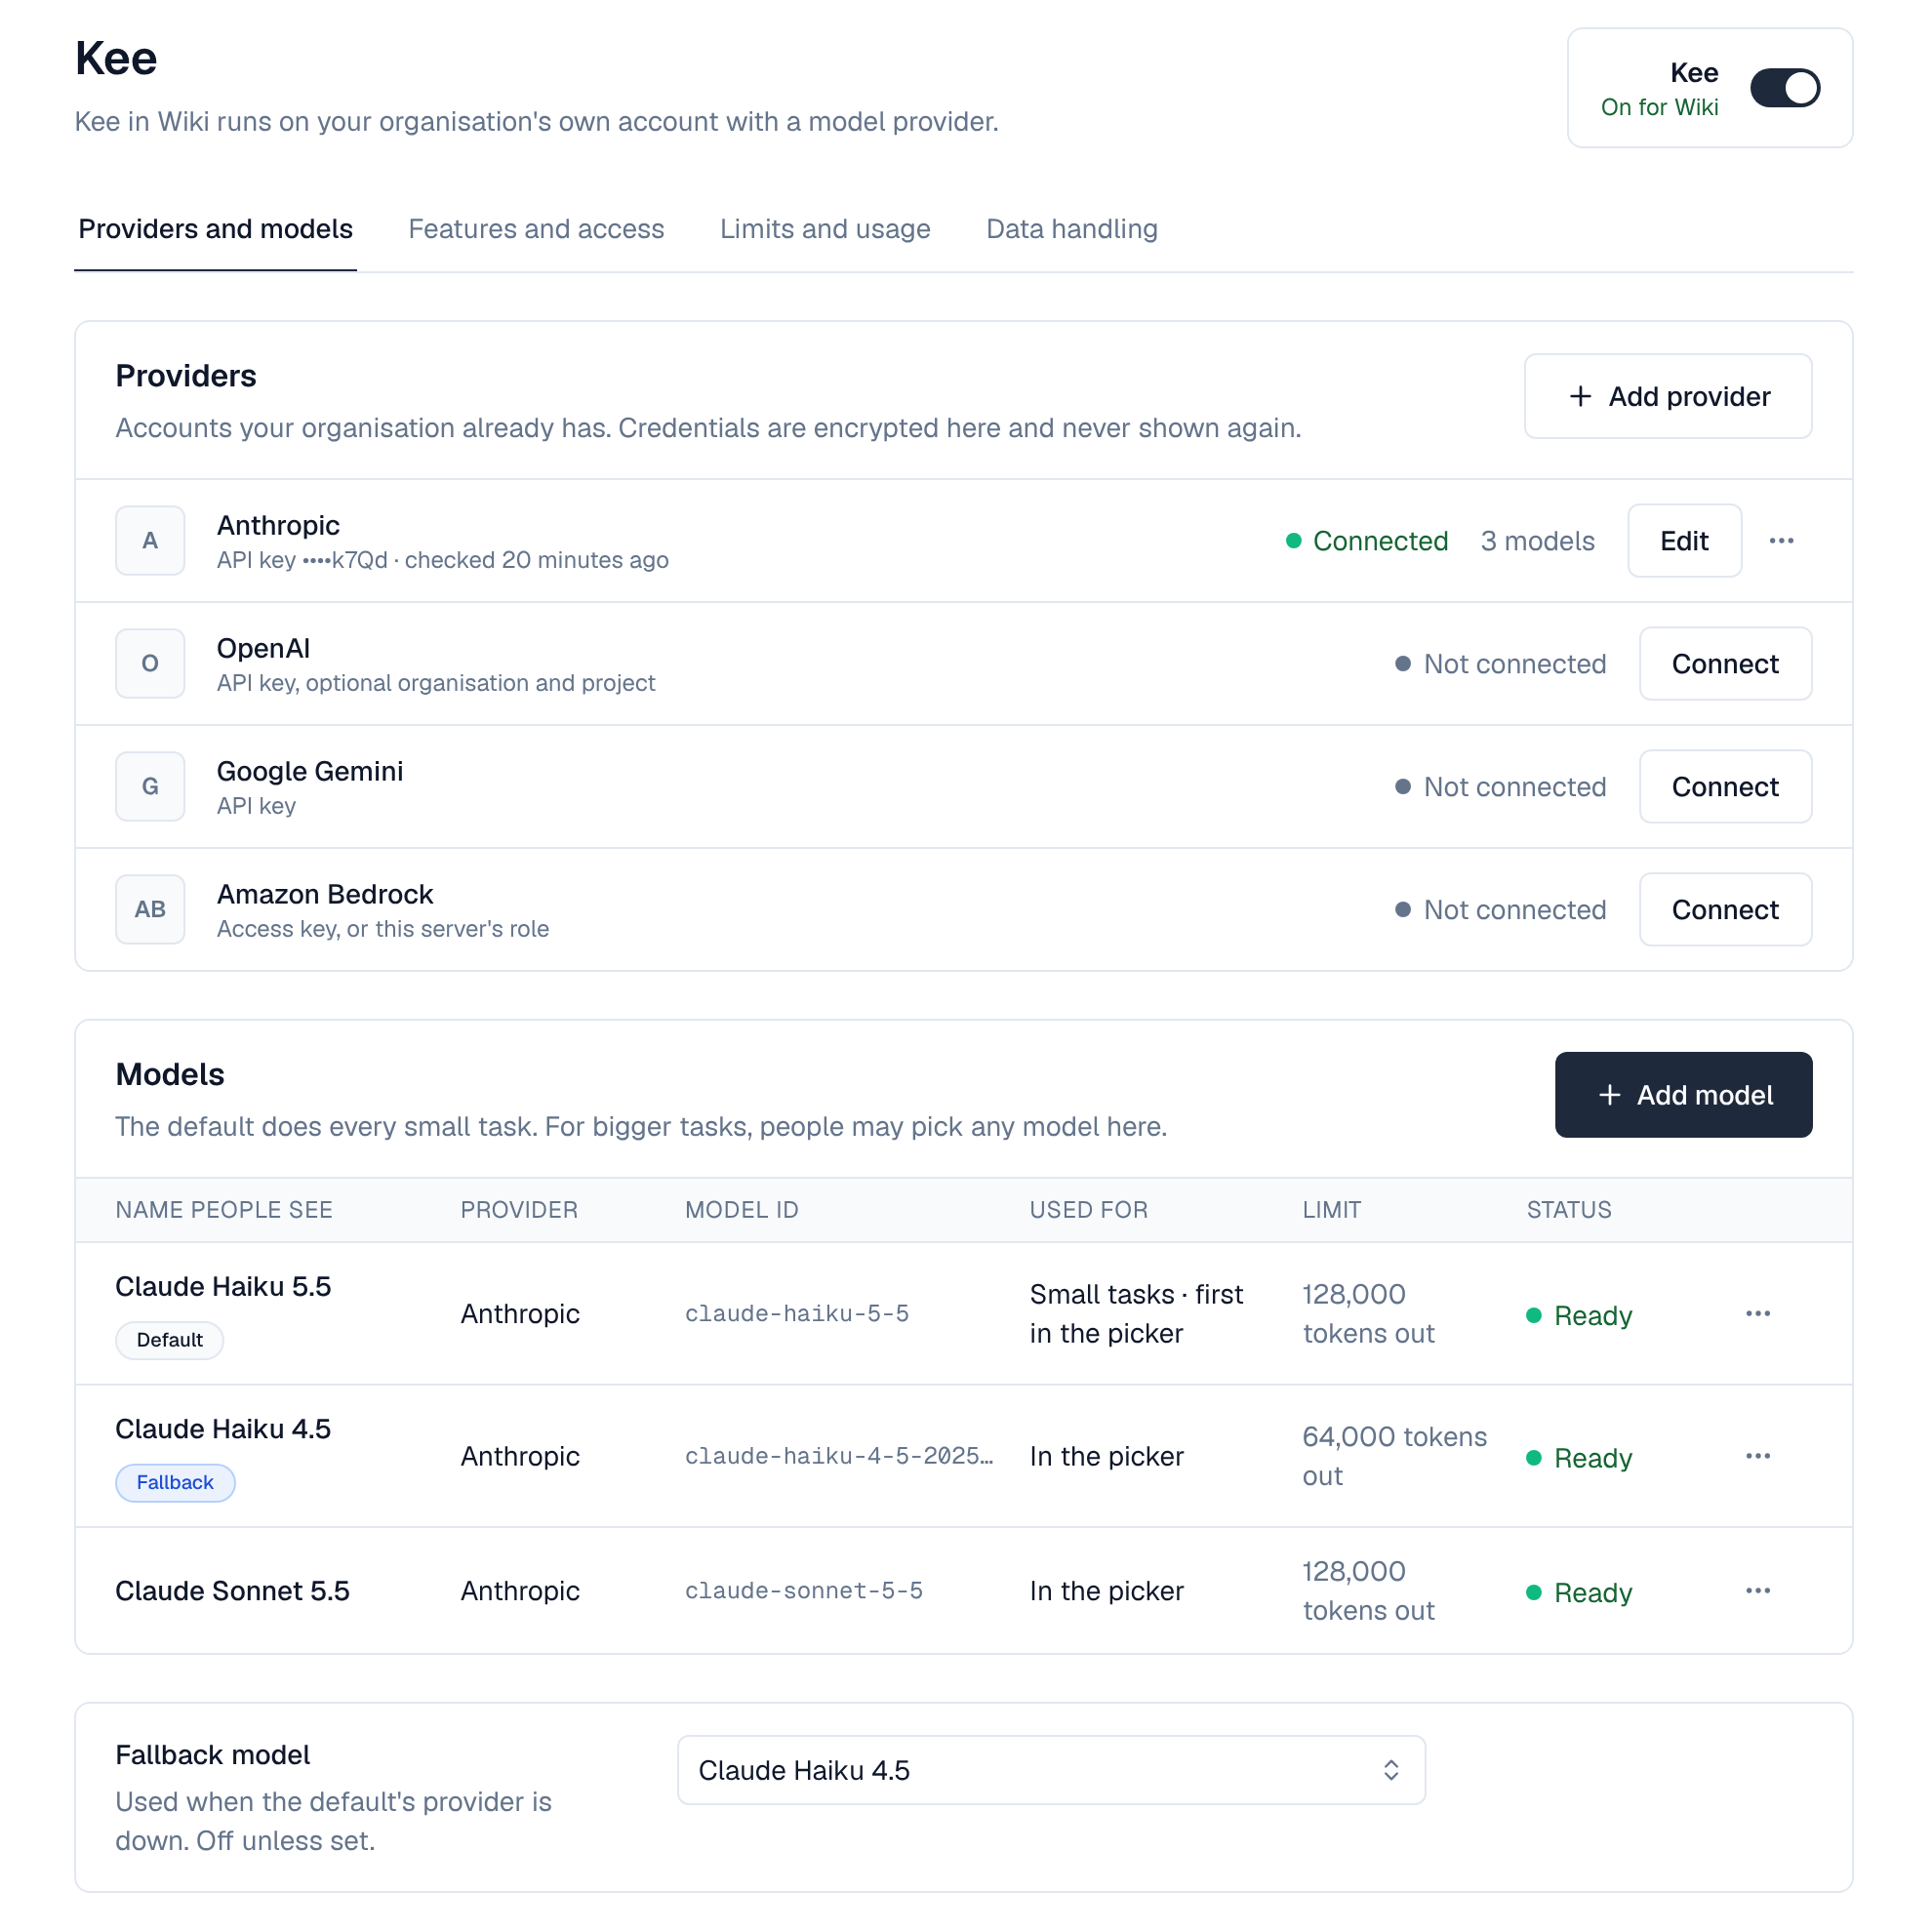 Kee
Kee in Wiki runs on your organisation's own account with a model provider.
Kee
On for Wiki
Providers and models
Features and access
Limits and usage
Data handling
Providers
Accounts your organisation already has. Credentials are encrypted here and never shown again.
+ Add provider
A
Anthropic
API key ••••k7Qd · checked 20 minutes ago
Connected
3 models
Edit
O
OpenAI
API key, optional organisation and project
Not connected
Connect
G
Google Gemini
API key
Not connected
Connect
AB
Amazon Bedrock
Access key, or this server's role
Not connected
Connect
Models
The default does every small task. For bigger tasks, people may pick any model here.
+ Add model
NAME PEOPLE SEE
PROVIDER
MODEL ID
USED FOR
LIMIT
STATUS
Claude Haiku 5.5
Default
Anthropic
claude-haiku-5-5
Small tasks · first
in the picker
128,000
tokens out
Ready
Claude Haiku 4.5
Fallback
Anthropic
claude-haiku-4-5-2025…
In the picker
64,000 tokens
out
Ready
Claude Sonnet 5.5
Anthropic
claude-sonnet-5-5
In the picker
128,000
tokens out
Ready
Fallback model
Used when the default's provider is
down. Off unless set.
Claude Haiku 4.5